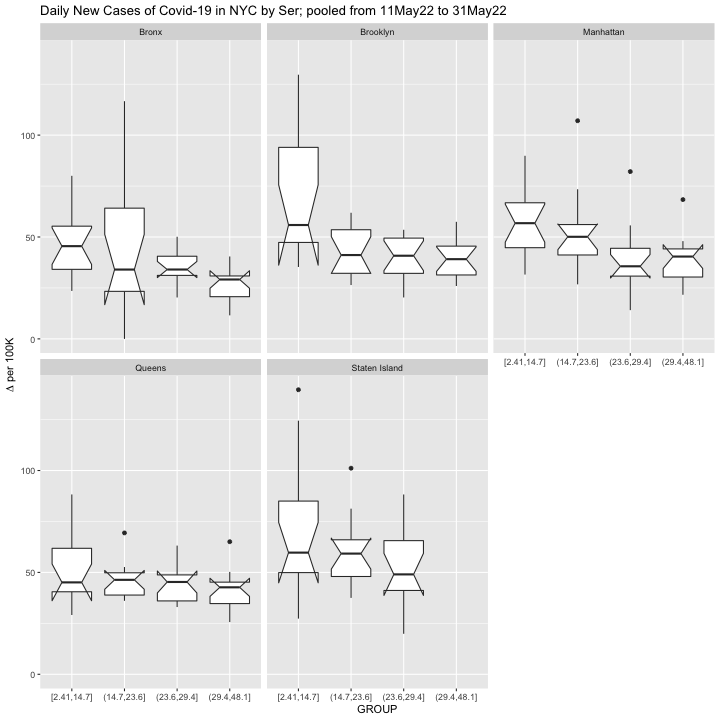 Daily New Cases of Covid-19 in NYC by Ser; pooled from 11May22 to 31May22
Bronx
Brooklyn
Manhattan
100
50
0
[2.41,14.7]
(14.7,23.6]
(23.6,29.4]
(29.4,48.1]
Δ per 100K
Queens
Staten Island
100
50
0
[2.41,14.7]
(14.7,23.6]
(23.6,29.4]
(29.4,48.1]
[2.41,14.7]
(14.7,23.6]
(23.6,29.4]
(29.4,48.1]
GROUP